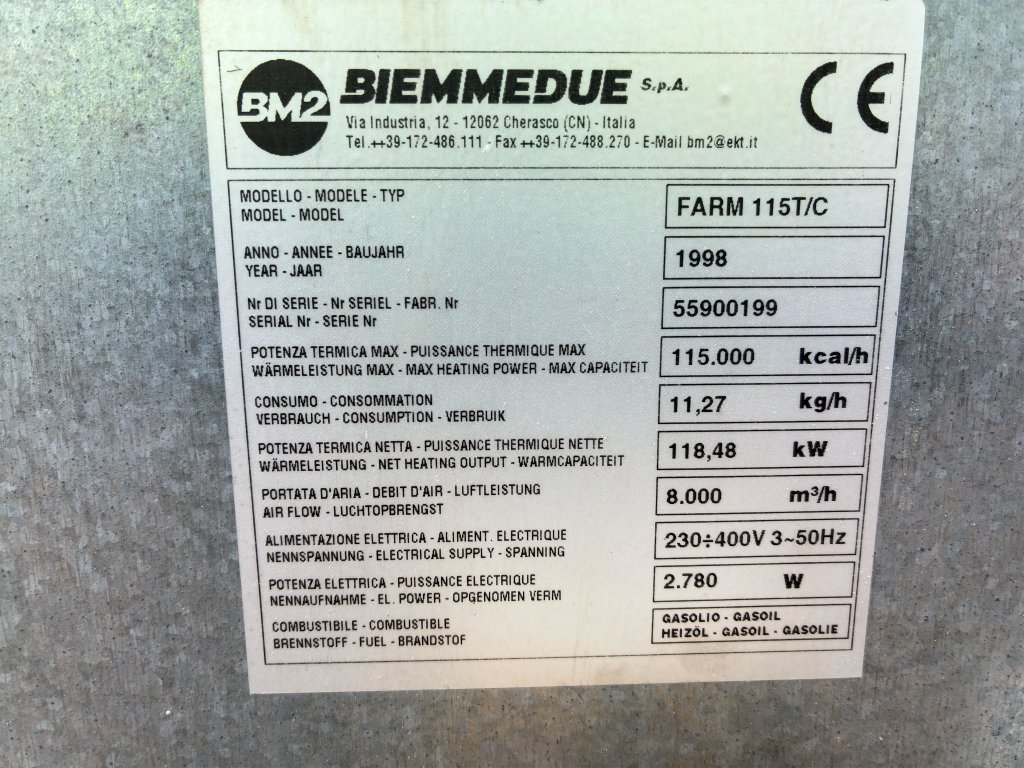 BM2 BIEMMEDUE S.p.A. CE
Via Industria, 12 - 12062 Cherasco (CN) - Italia
Tel.++39-172-486.111 - Fax ++39-172-488.270 - E-Mail bm2@ekt.it
MODELLO - MODELE - TYP
MODEL - MODEL
FARM 115T/C
ANNO - ANNEE - BAUJAHR
YEAR - JAAR
1998
Nr DI SERIE - Nr SERIEL - FABR. Nr
SERIAL Nr - SERIE Nr
55900199
POTENZA TERMICA MAX - PUISSANCE THERMIQUE MAX
WÄRMELEISTUNG MAX - MAX HEATING POWER - MAX CAPACITEIT
115.000 kcal/h
CONSUMO - CONSOMMATION
VERBRAUCH - CONSUMPTION - VERBRUIK
11,27 kg/h
POTENZA TERMICA NETTA - PUISSANCE THERMIQUE NETTE
WÄRMELEISTUNG - NET HEATING OUTPUT - WARMCAPACITEIT
118,48 kW
PORTATA D'ARIA - DEBIT D'AIR - LUFTLEISTUNG
AIR FLOW - LUCHTOPBRENGST
8.000 m³/h
ALIMENTAZIONE ELETTRICA - ALIMENT. ELECTRIQUE
NENNSPANNUNG - ELECTRICAL SUPPLY - SPANNING
230÷400V 3~50Hz
POTENZA ELETTRICA - PUISSANCE ELECTRIQUE
NENNAUFNAHME - EL. POWER - OPGENOMEN VERM
2.780 W
COMBUSTIBILE - COMBUSTIBLE
BRENNSTOFF - FUEL - BRANDSTOF
GASOLIO - GASOIL
HEIZÖL - GASOIL - GASOLIE